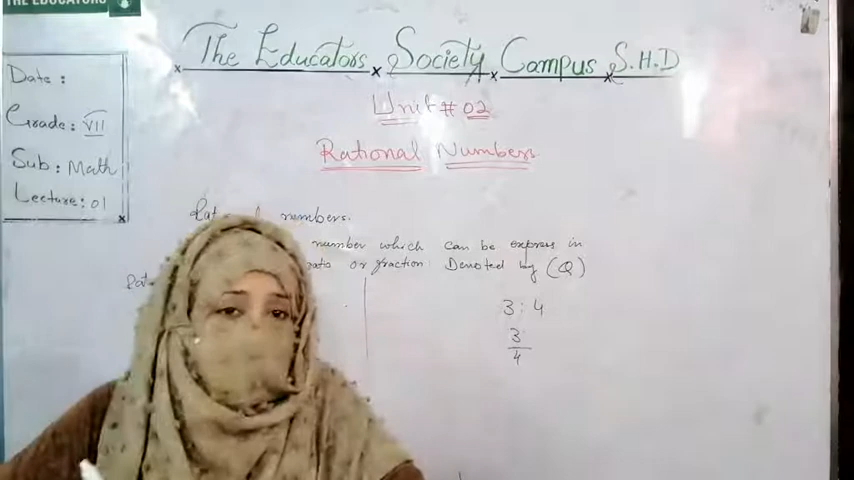 THE EDUCATORS
The Educators Society Campus S.H.D
Date :
Grade : VII
Sub : Math
Lecture : 01
Unit # 02
Rational Numbers
numbers.
number which can be express in
ratio or fraction. Denoted by (Q)
3 : 4
3
4